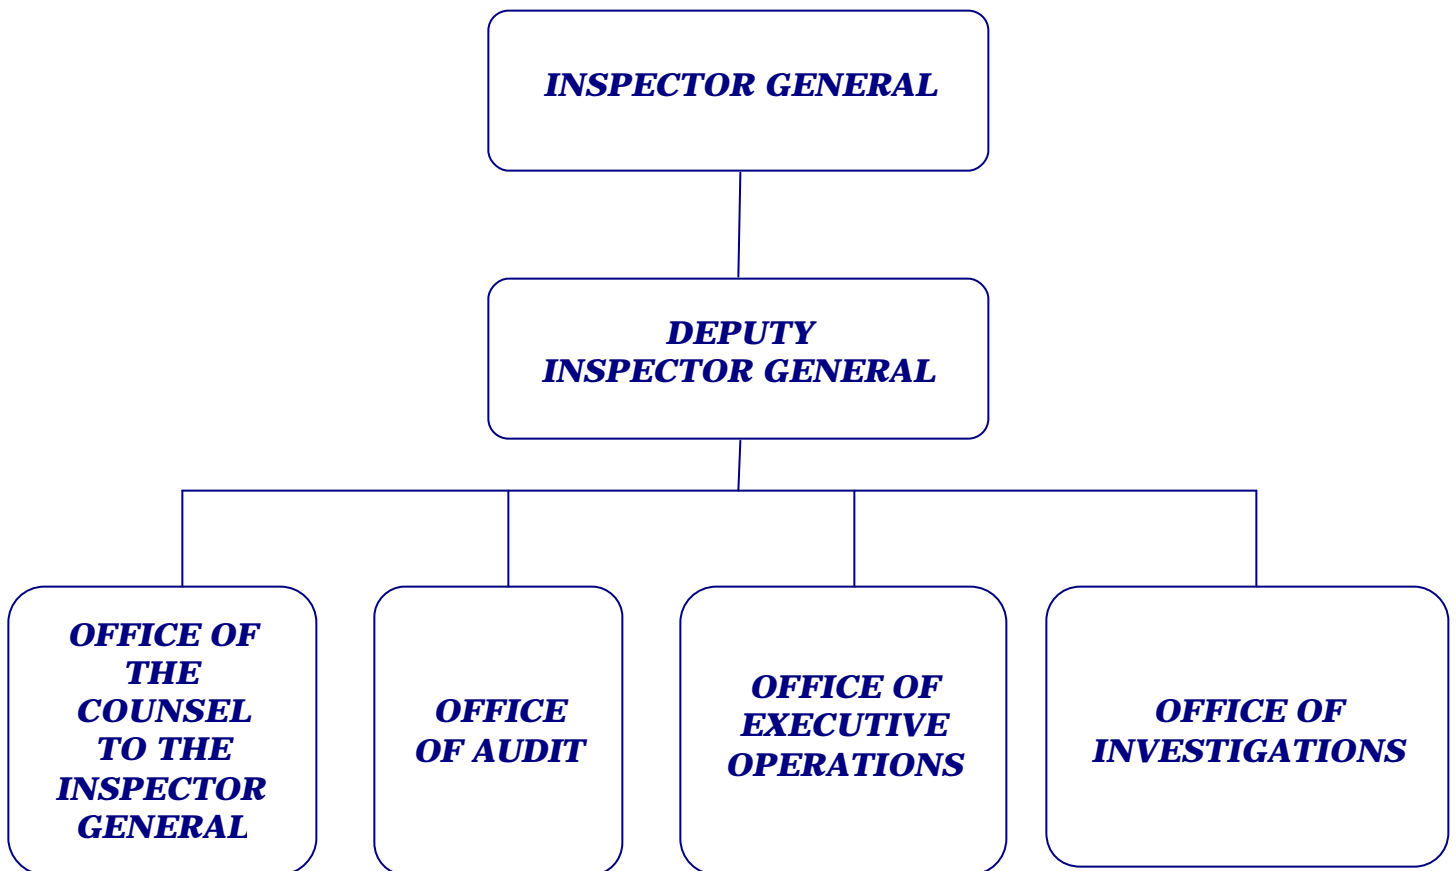 INSPECTOR GENERAL
DEPUTY
INSPECTOR GENERAL
OFFICE OF
THE
COUNSEL
TO THE
INSPECTOR
GENERAL
OFFICE
OF AUDIT
OFFICE OF
EXECUTIVE
OPERATIONS
OFFICE OF
INVESTIGATIONS